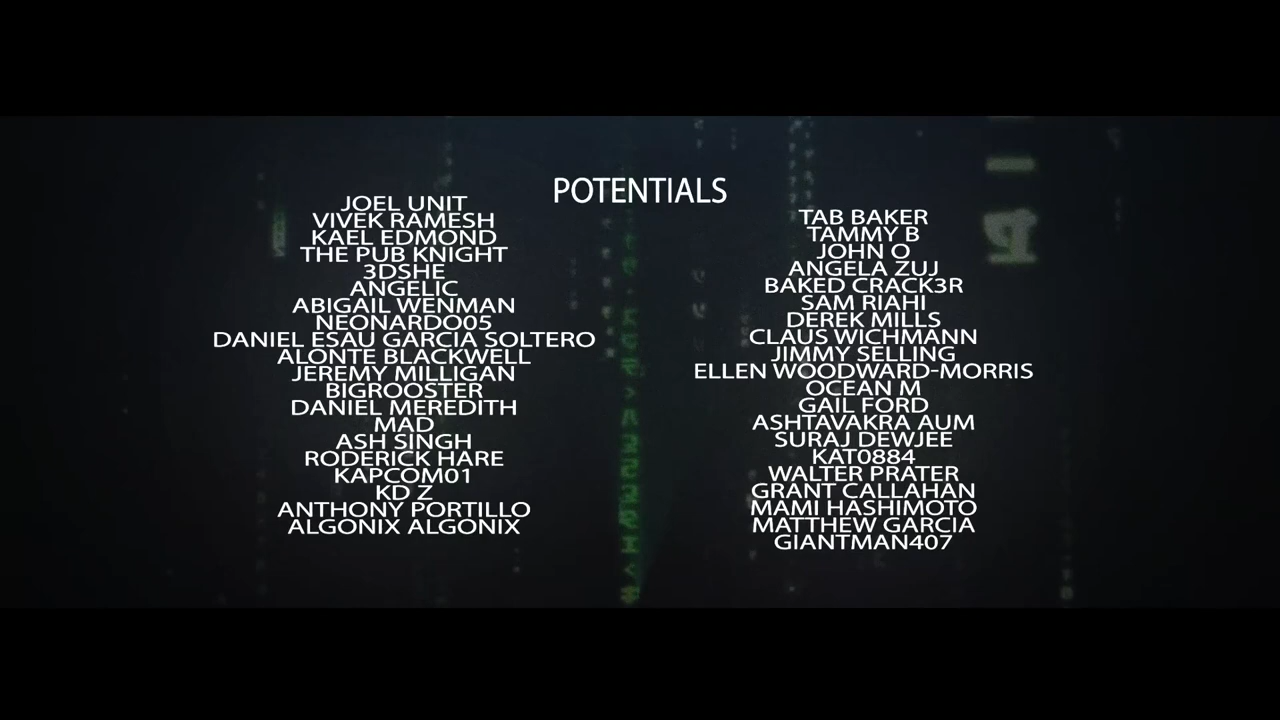 POTENTIALS
JOEL UNIT
VIVEK RAMESH
KAEL EDMOND
THE PUB KNIGHT
3DSHE
ANGELIC
ABIGAIL WENMAN
NEONARDO05
DANIEL ESAU GARCIA SOLTERO
ALONTE BLACKWELL
JEREMY MILLIGAN
BIGROOSTER
DANIEL MEREDITH
MAD
ASH SINGH
RODERICK HARE
KAPCOM01
KD Z
ANTHONY PORTILLO
ALGONIX ALGONIX
TAB BAKER
TAMMY B
JOHN O
ANGELA ZUJ
BAKED CRACK3R
SAM RIAHI
DEREK MILLS
CLAUS WICHMANN
JIMMY SELLING
ELLEN WOODWARD-MORRIS
OCEAN M
GAIL FORD
ASHTAVAKRA AUM
SURAJ DEWJEE
KAT0884
WALTER PRATER
GRANT CALLAHAN
MAMI HASHIMOTO
MATTHEW GARCIA
GIANTMAN407